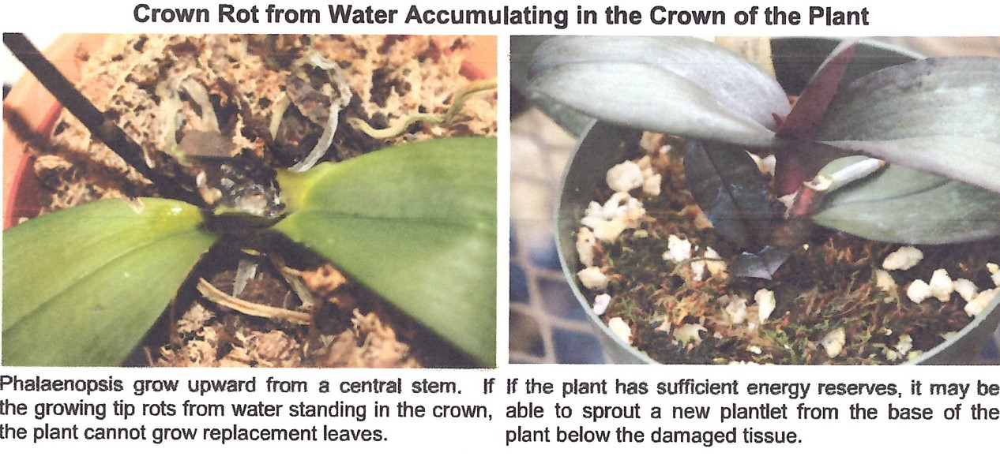 Crown Rot from Water Accumulating in the Crown of the Plant
Phalaenopsis grow upward from a central stem. If
the growing tip rots from water standing in the crown,
the plant cannot grow replacement leaves.
If the plant has sufficient energy reserves, it may be
able to sprout a new plantlet from the base of the
plant below the damaged tissue.